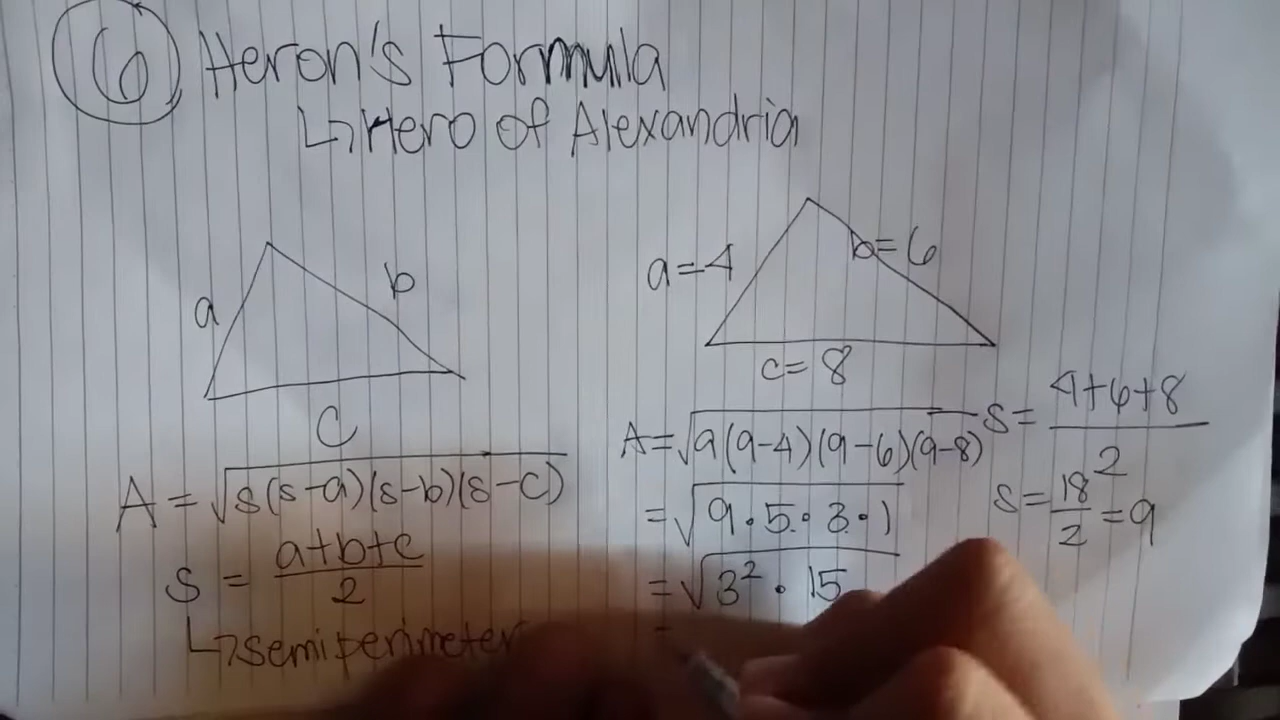 6 Heron's Formula
↳Hero of Alexandria
a
b
c
A = √s(s-a)(s-b)(s-c)
s = a+b+c/2
↳semiperimeter
a=4
b=6
c=8
A=√9(9-4)(9-6)(9-8)
=√9·5·3·1
=√3²·15
=
s= 4+6+8/2
s= 18/2 =9